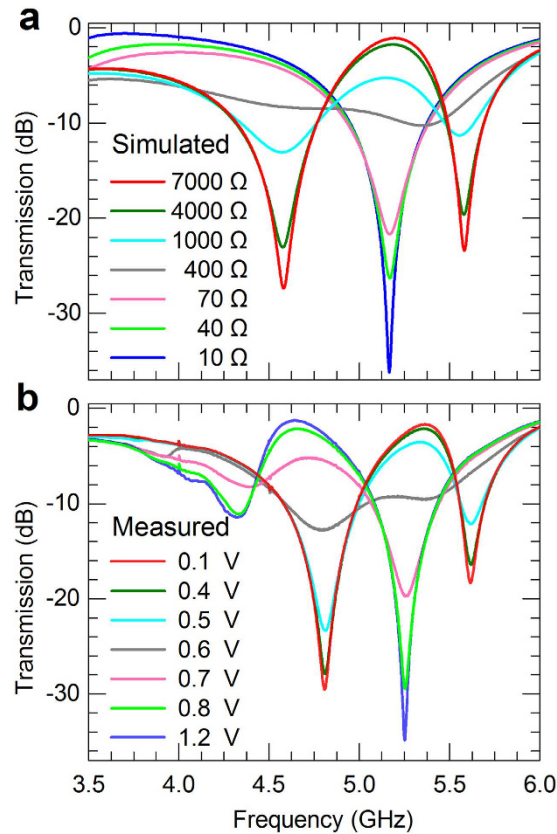 a
0
-10
-20
-30
Transmission (dB)
Simulated
7000 Ω
4000 Ω
1000 Ω
400 Ω
70 Ω
40 Ω
10 Ω
b
0
-10
-20
-30
Transmission (dB)
Measured
0.1 V
0.4 V
0.5 V
0.6 V
0.7 V
0.8 V
1.2 V
3.5 4.0 4.5 5.0 5.5 6.0
Frequency (GHz)